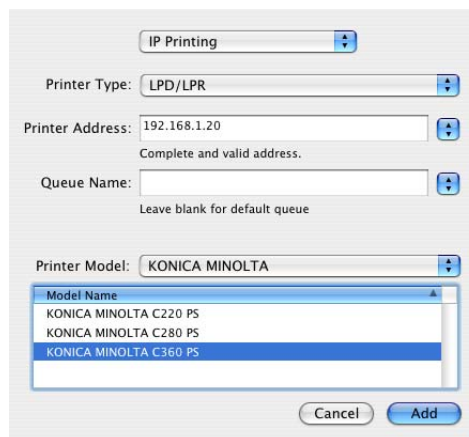 IP Printing
Printer Type: LPD/LPR
Printer Address: 192.168.1.20
Complete and valid address.
Queue Name:
Leave blank for default queue
Printer Model: KONICA MINOLTA
Model Name
KONICA MINOLTA C220 PS
KONICA MINOLTA C280 PS
KONICA MINOLTA C360 PS
Cancel Add